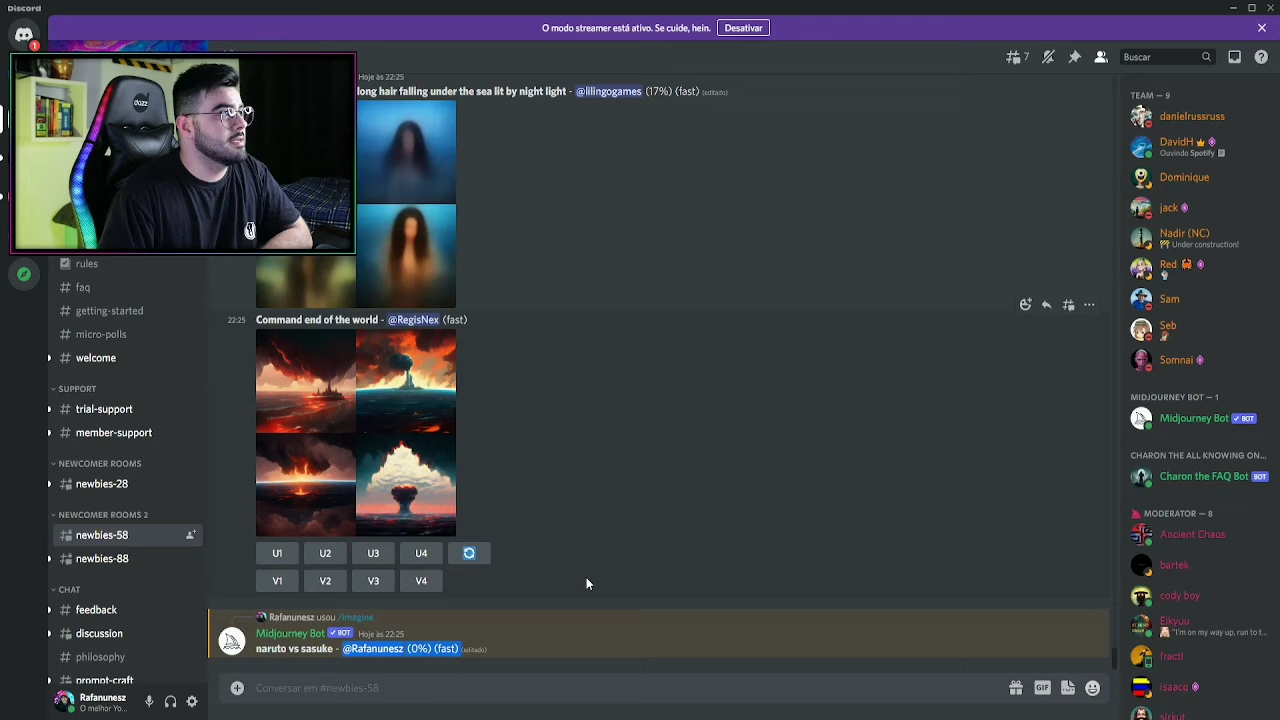 Discord
O modo streamer está ativo. Se cuide, hein.
Desativar
7
Buscar
1
dazz
Hoje às 22:25
long hair falling under the sea lit by night light - @lilingogames (17%) (fast) (editado)
rules
faq
getting-started
micro-polls
welcome
SUPPORT
trial-support
member-support
NEWCOMER ROOMS
newbies-28
NEWCOMER ROOMS 2
newbies-58
newbies-88
CHAT
feedback
discussion
philosophy
prompt-craft
Rafanunesz
O melhor Yo...
22:25 Command end of the world - @RegisNex (fast)
U1 U2 U3 U4
V1 V2 V3 V4
Rafanunesz usou /imagine
Midjourney Bot ✓ BOT Hoje às 22:25
naruto vs sasuke - @Rafanunesz (0%) (fast) (editado)
Conversar em #newbies-58
GIF
TEAM — 9
danielrussruss
DavidH
Ouvindo Spotify
Dominique
jack
Nadir (NC)
Under construction!
Red
Sam
Seb
Somnai
MIDJOURNEY BOT — 1
Midjourney Bot ✓ BOT
CHARON THE ALL KNOWING ON...
Charon the FAQ Bot BOT
MODERATOR — 8
Ancient Chaos
bartek
cody boy
Eikyuu
"I'm on my way up, run to t...
fractl
isaacq
sirkut